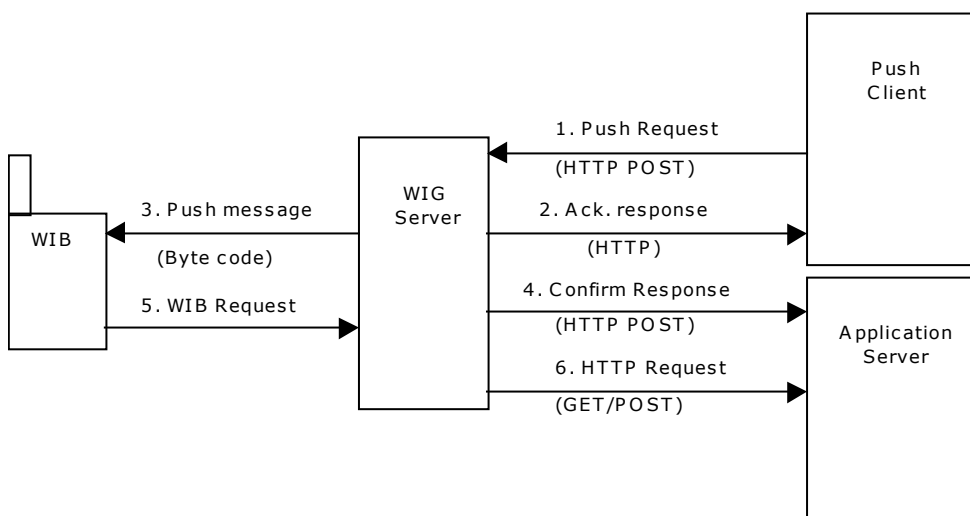 Push
Client
1. Push Request
(HTTP POST)
WIG
Server
3. Push message
2. Ack. response
WIB
(Byte code)
(HTTP)
5. WIB Request
4. Confirm Response
(HTTP POST)
Application
Server
6. HTTP Request
(GET/POST)